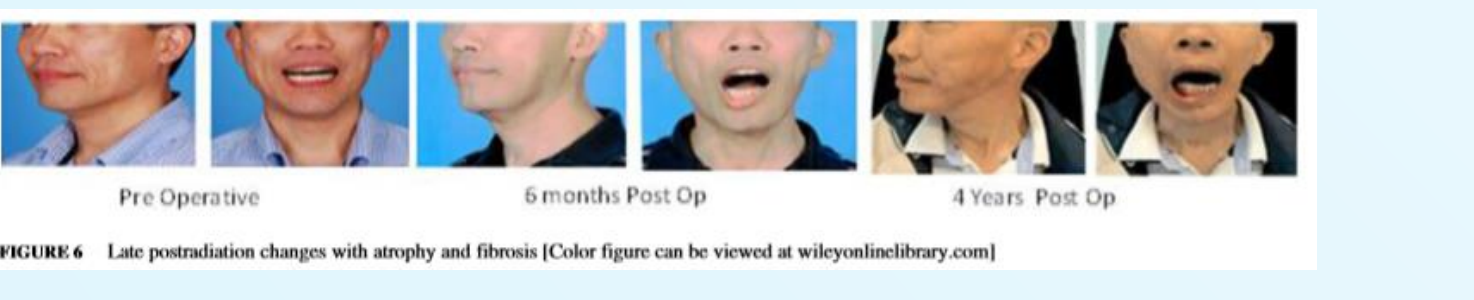 Pre Operative
6 months Post Op
4 Years Post Op
FIGURE 6 Late postradiation changes with atrophy and fibrosis [Color figure can be viewed at wileyonlinelibrary.com]